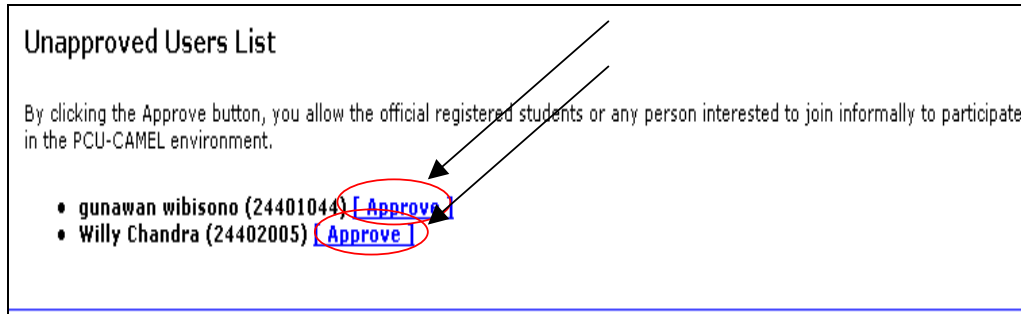 Unapproved Users List
By clicking the Approve button, you allow the official registered students or any person interested to join informally to participate
in the PCU-CAMEL environment.
• gunawan wibisono (24401044) [ Approve ]
• Willy Chandra (24402005) [ Approve ]